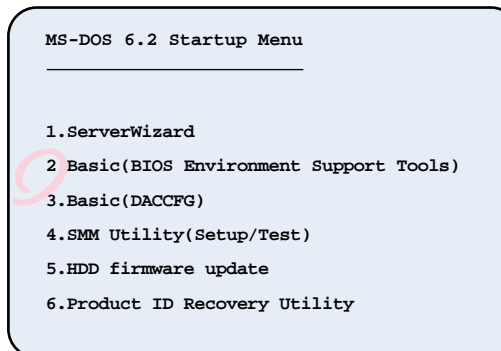 MS-DOS 6.2 Startup Menu
1.ServerWizard
2 Basic(BIOS Environment Support Tools)
3.Basic(DACCFG)
4.SMM Utility(Setup/Test)
5.HDD firmware update
6.Product ID Recovery Utility